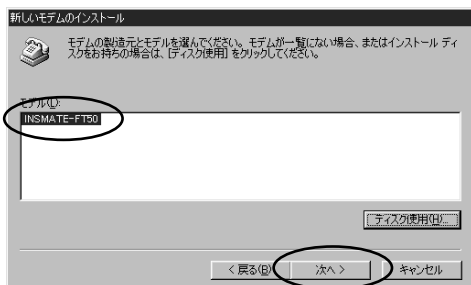 新しいモデムのインストール
モデムの製造元とモデルを選んでください。モデムが一覧にない場合、またはインストール ディ
スクをお持ちの場合は、[ディスク使用] をクリックしてください。
モデル(L):
INSMATE-FT50
ディスク使用(H)...
< 戻る(B)
次へ >
キャンセル